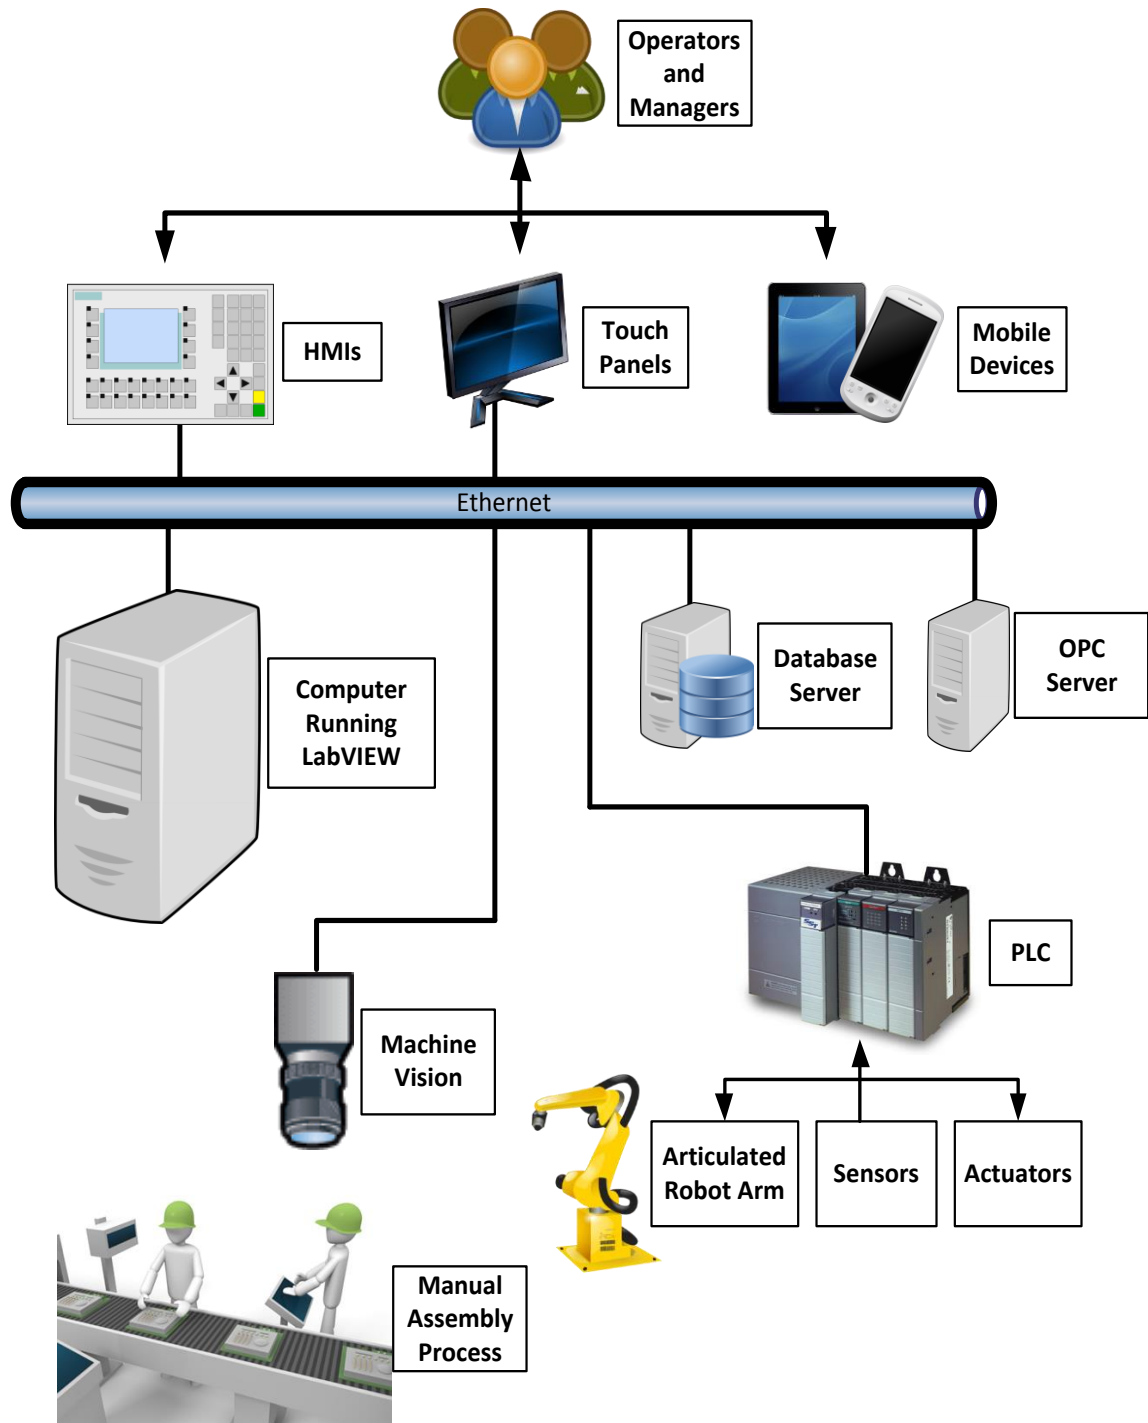 Operators
and
Managers
HMIs
Touch
Panels
Mobile
Devices
Ethernet
Computer
Running
LabVIEW
Database
Server
OPC
Server
PLC
Machine
Vision
Articulated
Robot Arm
Sensors
Actuators
Manual
Assembly
Process